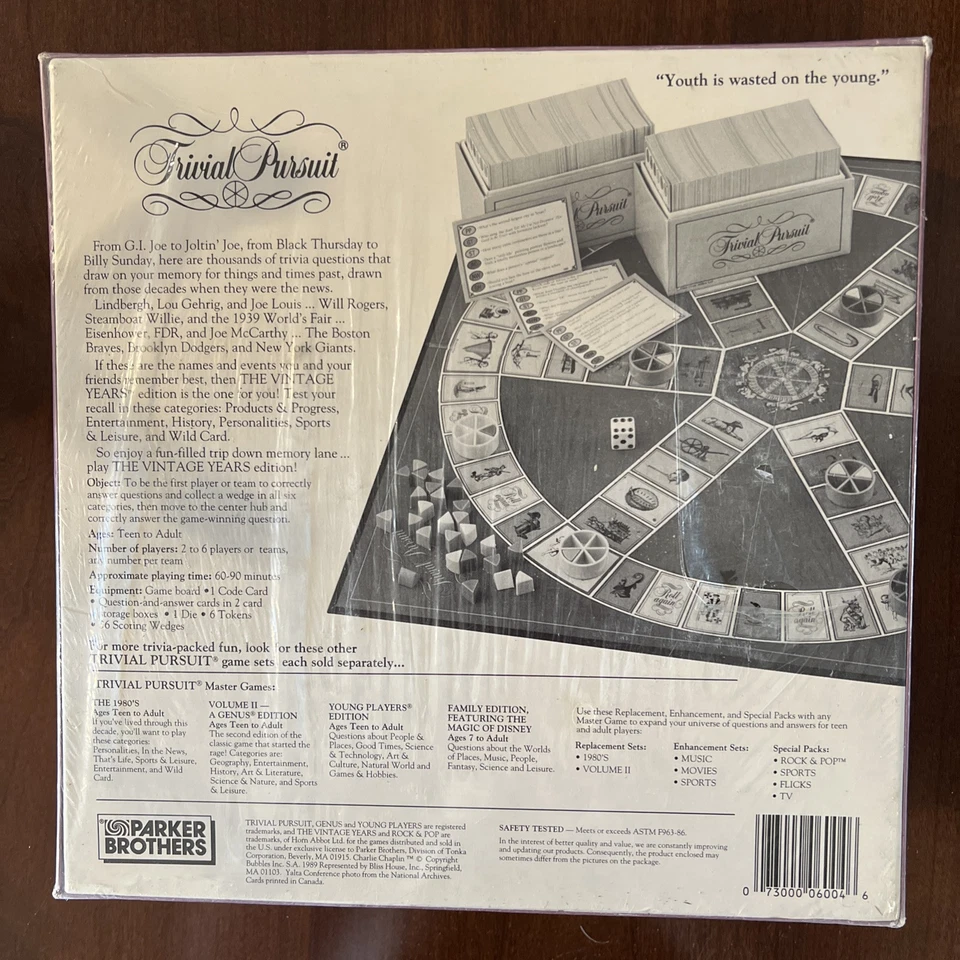 "Youth is wasted on the young."
Trivial Pursuit®
From G.I. Joe to Joltin' Joe, from Black Thursday to
Billy Sunday, here are thousands of trivia questions that
draw on your memory for things and times past, drawn
from those decades when they were the news.
Lindbergh, Lou Gehrig, and Joe Louis ... Will Rogers,
Steamboat Willie, and the 1939 World's Fair ...
Eisenhower, FDR, and Joe McCarthy ... The Boston
Braves, Brooklyn Dodgers, and New York Giants.
If these are the names and events you and your
friends remember best, then THE VINTAGE
YEARS® edition is the one for you! Test your
recall in these categories: Products & Progress,
Entertainment, History, Personalities, Sports
& Leisure, and Wild Card.
So enjoy a fun-filled trip down memory lane ...
play THE VINTAGE YEARS edition!
Object: To be the first player or team to correctly
answer questions and collect a wedge in all six
categories, then move to the center hub and
correctly answer the game-winning question.
Ages: Teen to Adult
Number of players: 2 to 6 players or teams,
any number per team
Approximate playing time: 60-90 minutes
Equipment: Game board • 1 Code Card
• Question-and-answer cards in 2 card
storage boxes • 1 Die • 6 Tokens
• 36 Scoring Wedges
Pursuit
Trivial Pursuit
Roll again
Roll again
For more trivia-packed fun, look for these other
TRIVIAL PURSUIT® game sets, each sold separately...
TRIVIAL PURSUIT® Master Games:
THE 1980'S
Ages Teen to Adult
If you've lived through this
decade, you'll want to play
these categories:
Personalities, In the News,
That's Life, Sports & Leisure,
Entertainment, and Wild
Card.
VOLUME II —
A GENUS® EDITION
Ages Teen to Adult
The second edition of the
classic game that started the
rage! Categories are:
Geography, Entertainment,
History, Art & Literature,
Science & Nature, and Sports
& Leisure.
YOUNG PLAYERS®
EDITION
Ages Teen to Adult
Questions about People &
Places, Good Times, Science
& Technology, Art &
Culture, Natural World and
Games & Hobbies.
FAMILY EDITION,
FEATURING THE
MAGIC OF DISNEY
Ages 7 to Adult
Questions about the Worlds
of Places, Music, People,
Fantasy, Science and Leisure.
Use these Replacement, Enhancement, and Special Packs with any
Master Game to expand your universe of questions and answers for teen
and adult players:
Replacement Sets:
• 1980'S
• VOLUME II
Enhancement Sets:
• MUSIC
• MOVIES
• SPORTS
Special Packs:
• ROCK & POP™
• SPORTS
• FLICKS
• TV
® PARKER
BROTHERS
TRIVIAL PURSUIT, GENUS and YOUNG PLAYERS are registered
trademarks, and THE VINTAGE YEARS and ROCK & POP are
trademarks, of Horn Abbot Ltd. for the games distributed and sold in
the U.S. under exclusive license to Parker Brothers, Division of Tonka
Corporation, Beverly, MA 01915. Charlie Chaplin ™ © Copyright
Bubbles Inc. S.A. 1989 Represented by Bliss House, Inc., Springfield,
MA 01103. Yalta Conference photo from the National Archives.
Cards printed in Canada.
SAFETY TESTED — Meets or exceeds ASTM F963-86.
In the interest of better quality and value, we are constantly improving
and updating our products. Consequently, the product enclosed may
sometimes differ from the pictures on the package.
0 73000 06004 6